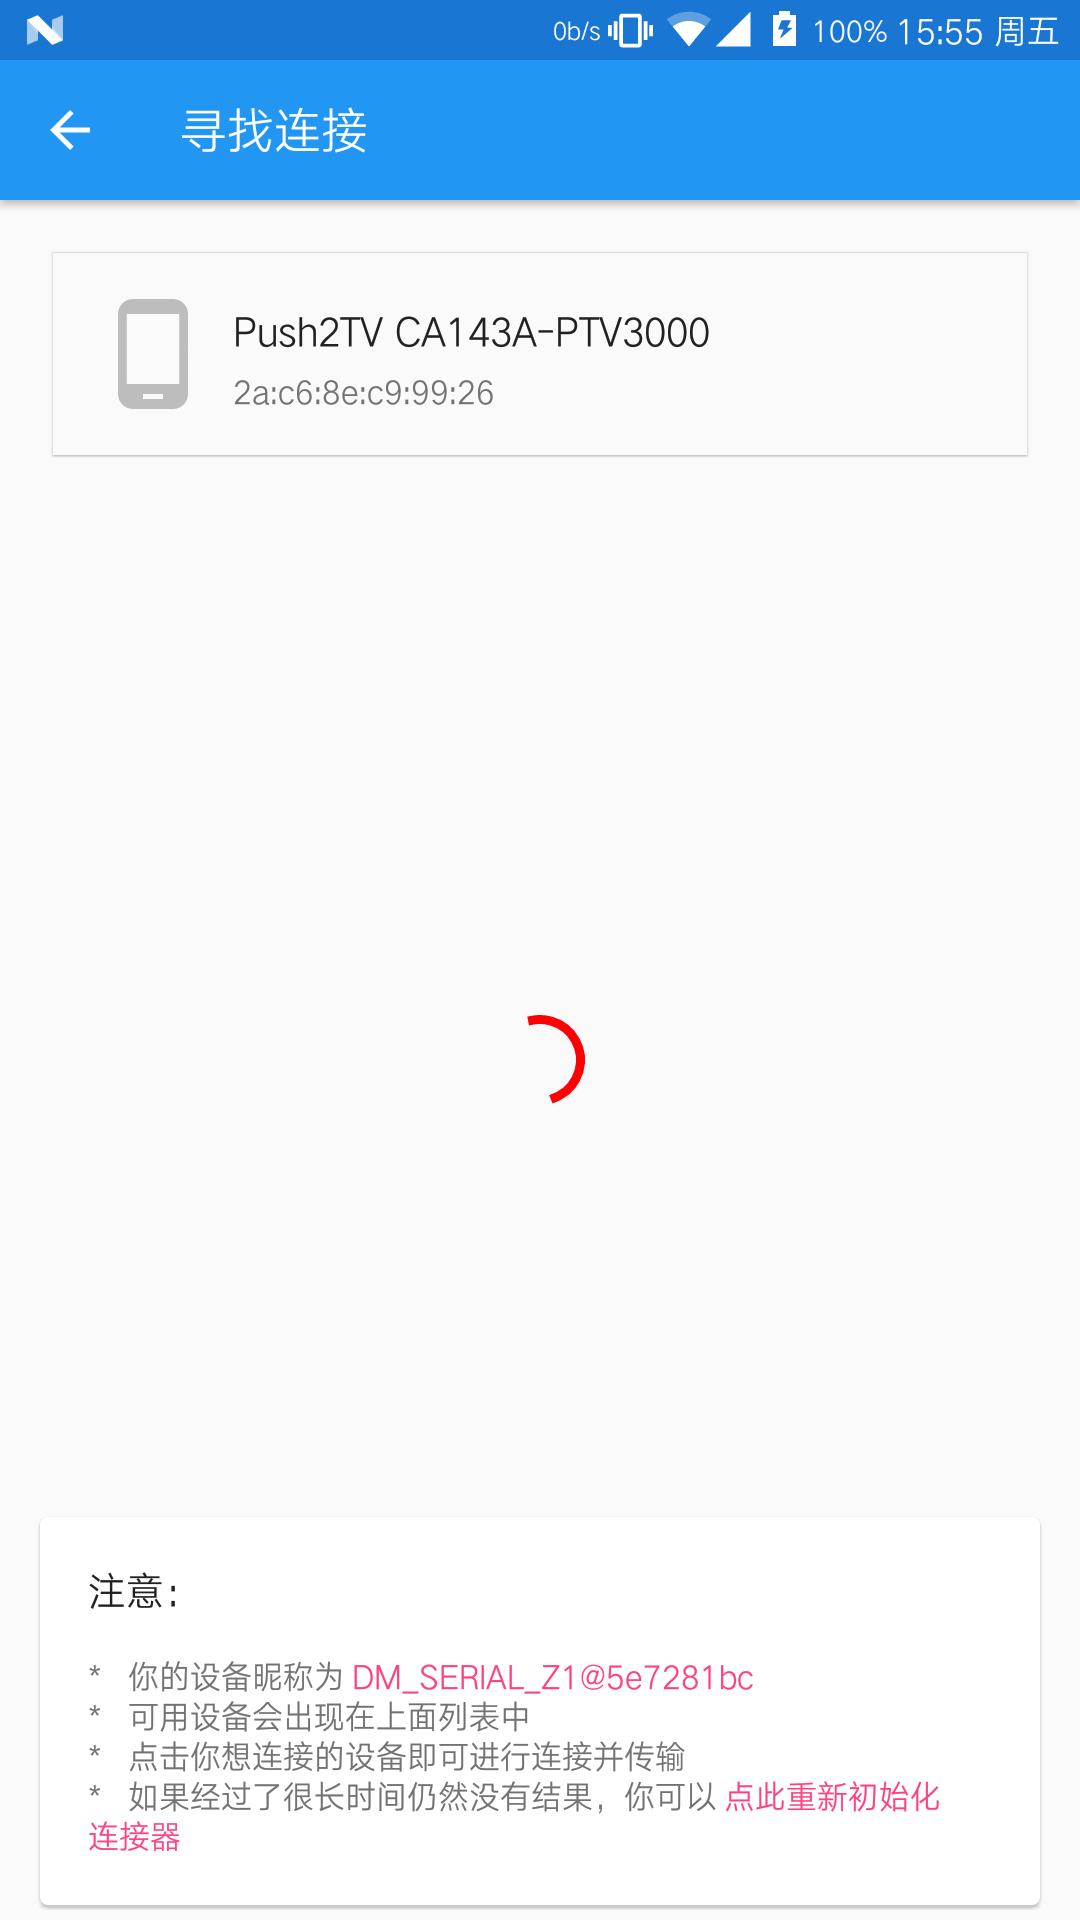 0b/s 100% 15:55 周五
寻找连接
Push2TV CA143A-PTV3000
2a:c6:8e:c9:99:26
注意:
* 你的设备昵称为 DM_SERIAL_Z1@5e7281bc
* 可用设备会出现在上面列表中
* 点击你想连接的设备即可进行连接并传输
* 如果经过了很长时间仍然没有结果，你可以 点此重新初始化
连接器